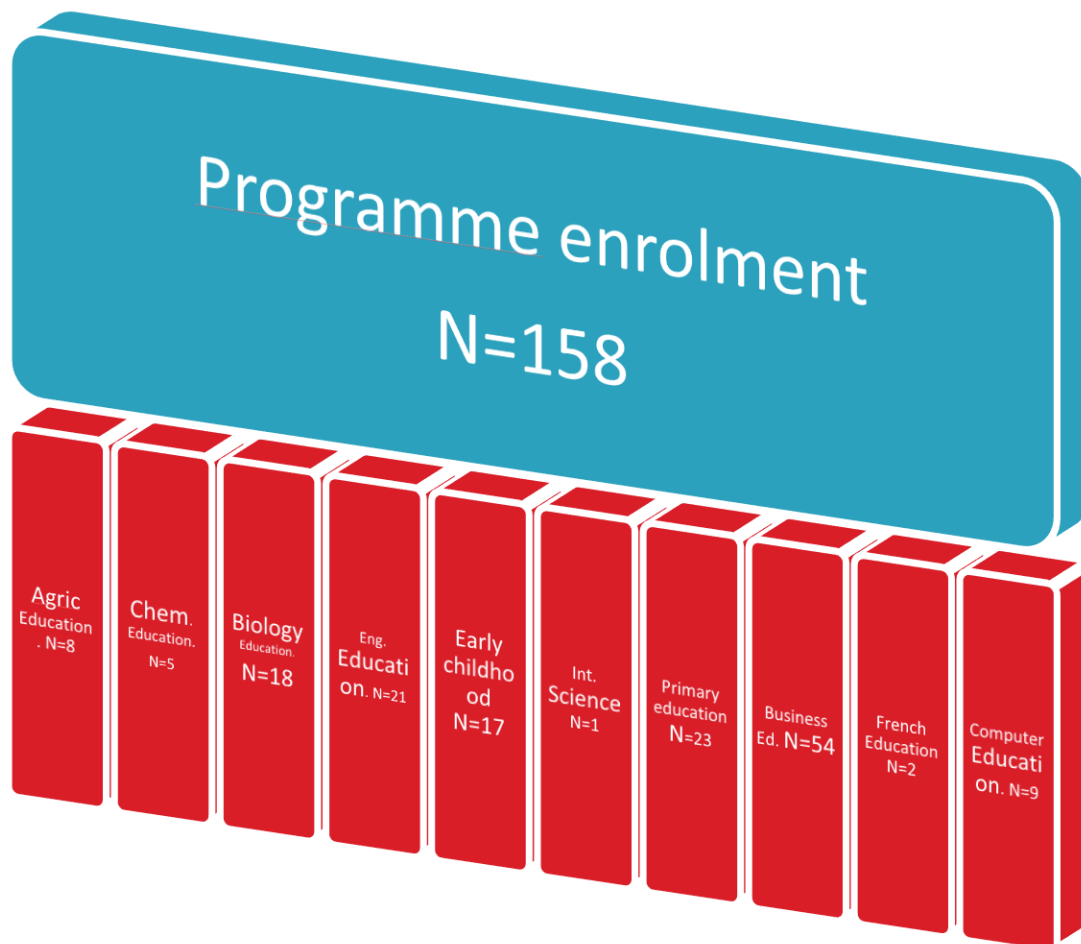 Programme enrolment
N=158
Agric
Education
. N=8
Chem.
Education.
N=5
Biology
Education.
N=18
Eng.
Educati
on. N=21
Early
childho
od
N=17
Int.
Science
N=1
Primary
education
N=23
Business
Ed. N=54
French
Education
N=2
Computer
Educati
on. N=9